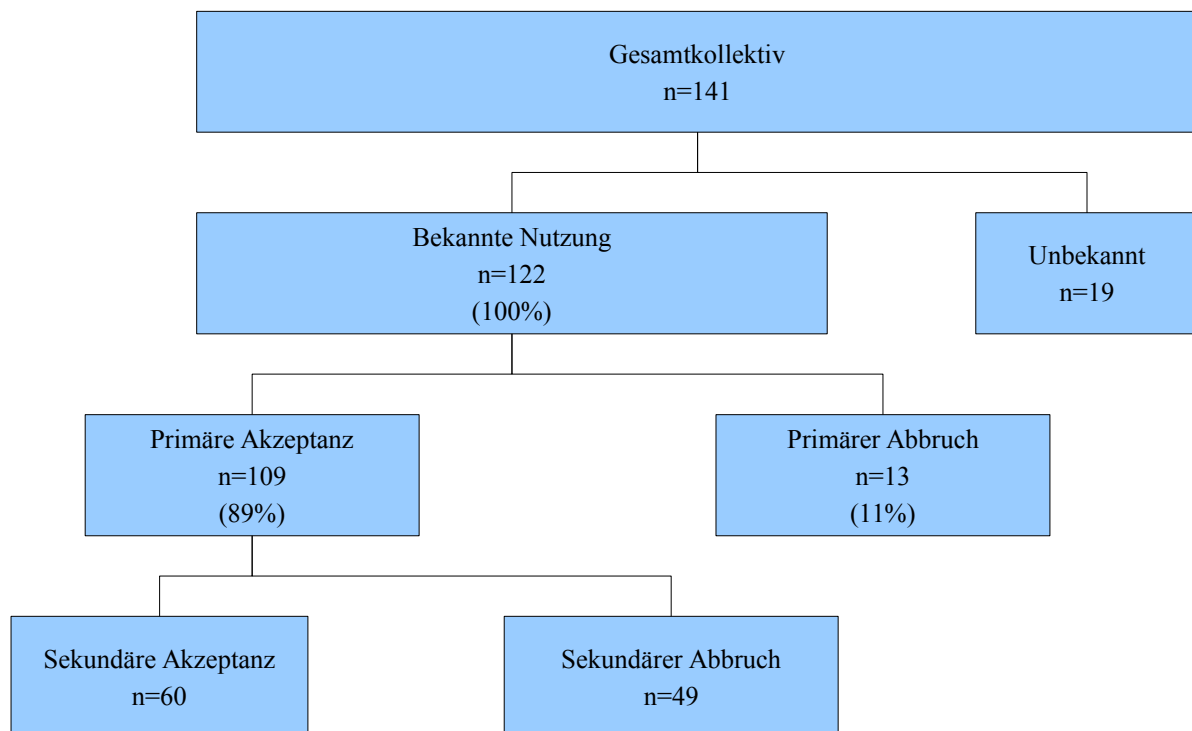 Gesamtkollektiv
n=141
Bekannte Nutzung
n=122
(100%)
Unbekannt
n=19
Primäre Akzeptanz
n=109
(89%)
Primärer Abbruch
n=13
(11%)
Sekundäre Akzeptanz
n=60
Sekundärer Abbruch
n=49